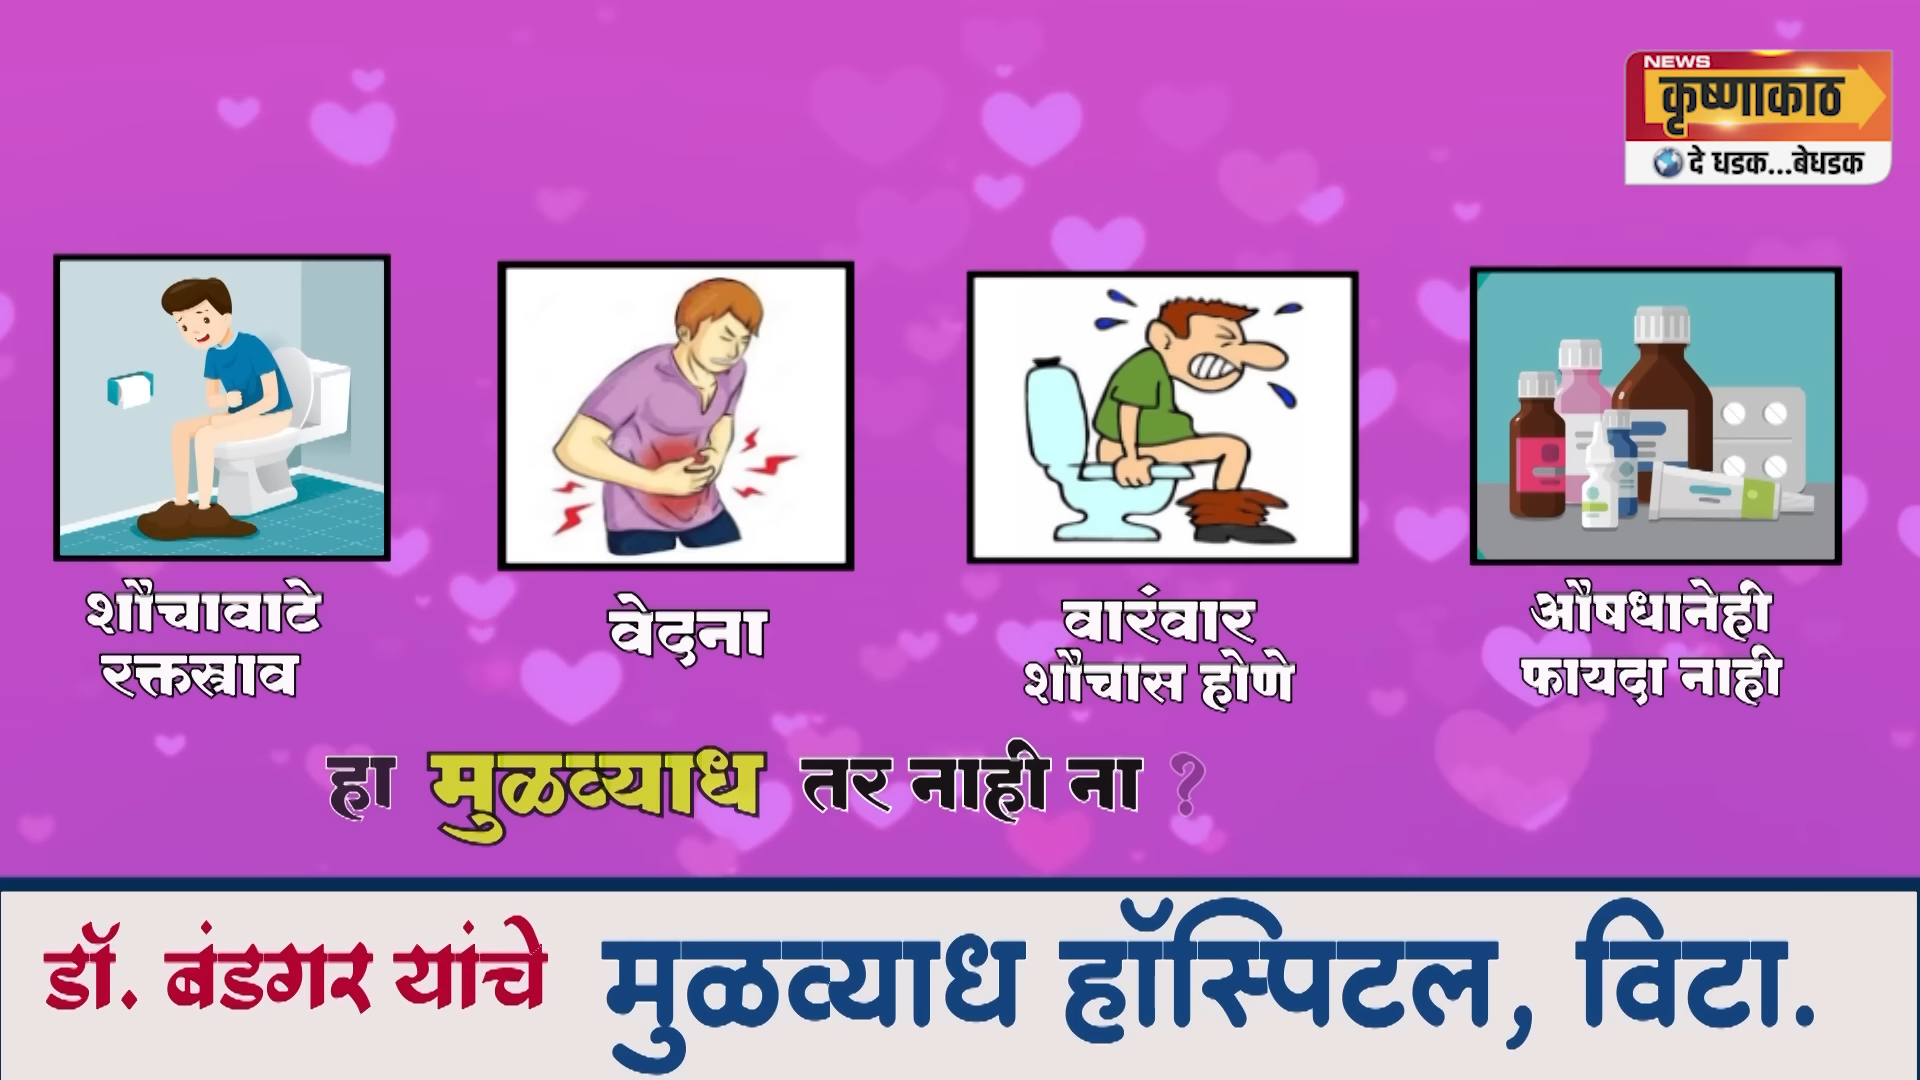 NEWS
कृष्णाकाठ
दे धडक...बेधडक
शौचावाटे
रक्तस्राव
वेदना
वारंवार
शौचास होणे
औषधानेही
फायदा नाही
हा मुळव्याध तर नाही ना ?
डॉ. बंडगर यांचे मुळव्याध हॉस्पिटल, विटा.